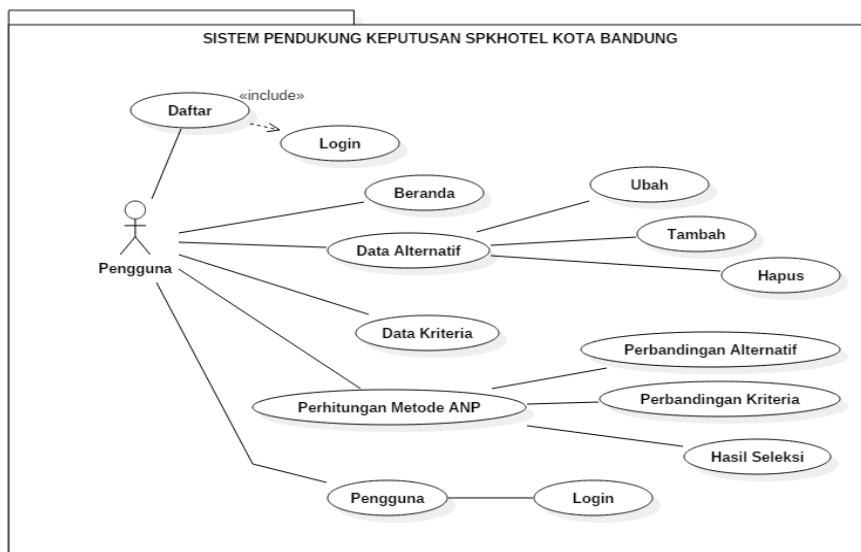 SISTEM PENDUKUNG KEPUTUSAN SPKHOTEL KOTA BANDUNG
«include»
Daftar
Login
Beranda
Ubah
Tambah
Data Alternatif
Hapus
Pengguna
Data Kriteria
Perbandingan Alternatif
Perhitungan Metode ANP
Perbandingan Kriteria
Hasil Seleksi
Pengguna
Login